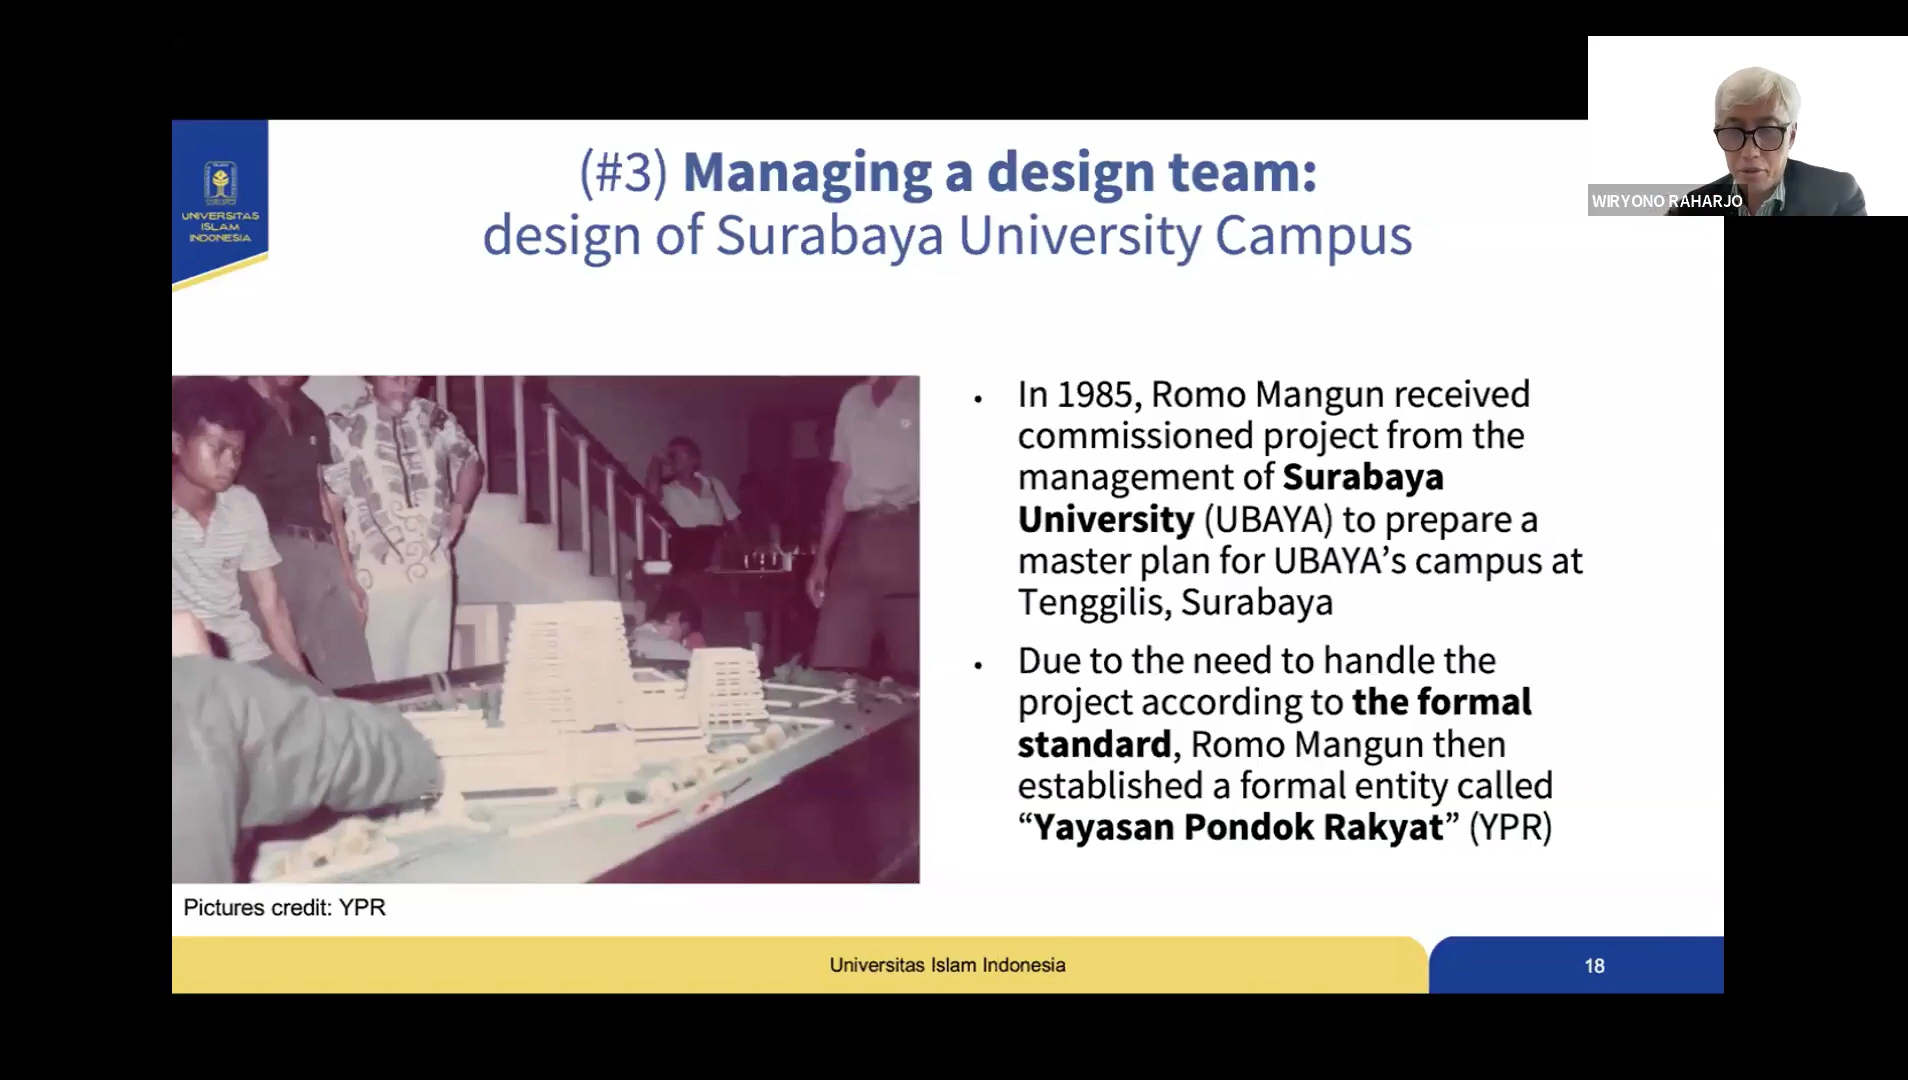 UNIVERSITAS
ISLAM
INDONESIA
(#3) Managing a design team:
design of Surabaya University Campus
WIRYONO RAHARJO
• In 1985, Romo Mangun received
commissioned project from the
management of Surabaya
University (UBAYA) to prepare a
master plan for UBAYA’s campus at
Tenggilis, Surabaya
• Due to the need to handle the
project according to the formal
standard, Romo Mangun then
established a formal entity called
“Yayasan Pondok Rakyat” (YPR)
Pictures credit: YPR
Universitas Islam Indonesia
18